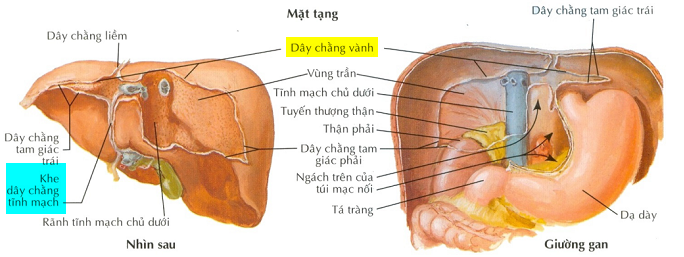 Mặt tạng
Dây chằng tam giác trái
Dây chằng liềm
Dây chằng vành
Vùng trần
Tĩnh mạch chủ dưới
Tuyến thượng thận
Thận phải
Dây chằng tam
giác phải
Dây chằng
tam giác
trái
Khe
dây chằng
tĩnh mạch
Ngách trên của
túi mạc nối
Tá tràng
Rãnh tĩnh mạch chủ dưới
Dạ dày
Nhìn sau
Giường gan